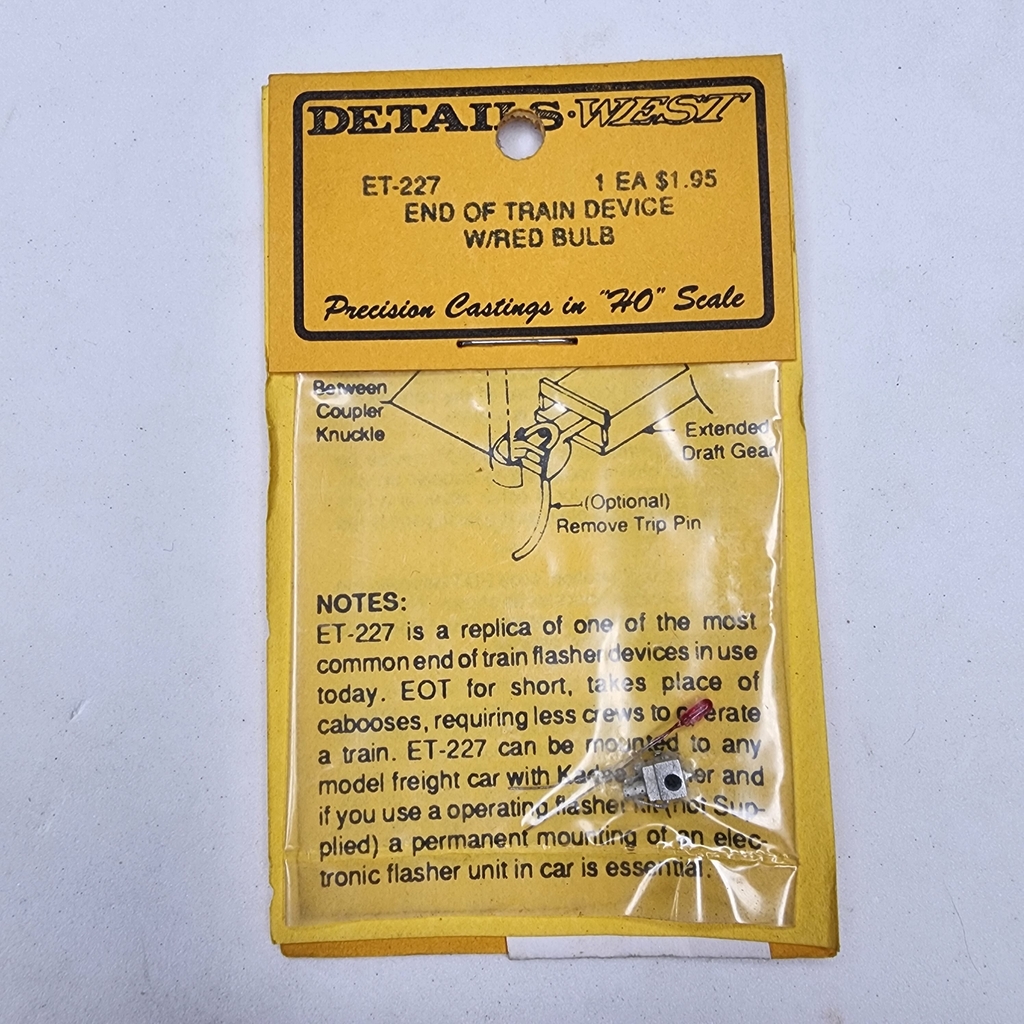 DETAILS·WEST
ET-227 1 EA $1.95
END OF TRAIN DEVICE
W/RED BULB
Precision Castings in "HO" Scale
Between
Coupler
Knuckle
Extended
Draft Gear
(Optional)
Remove Trip Pin
NOTES:
ET-227 is a replica of one of the most
common end of train flasher devices in use
today. EOT for short, takes place of
cabooses, requiring less crews to operate
a train. ET-227 can be mounted to any
model freight car with and
if you use a operating flasher kit (not Sup-
plied) a permanent mounting of an elec-
tronic flasher unit in car is essential.